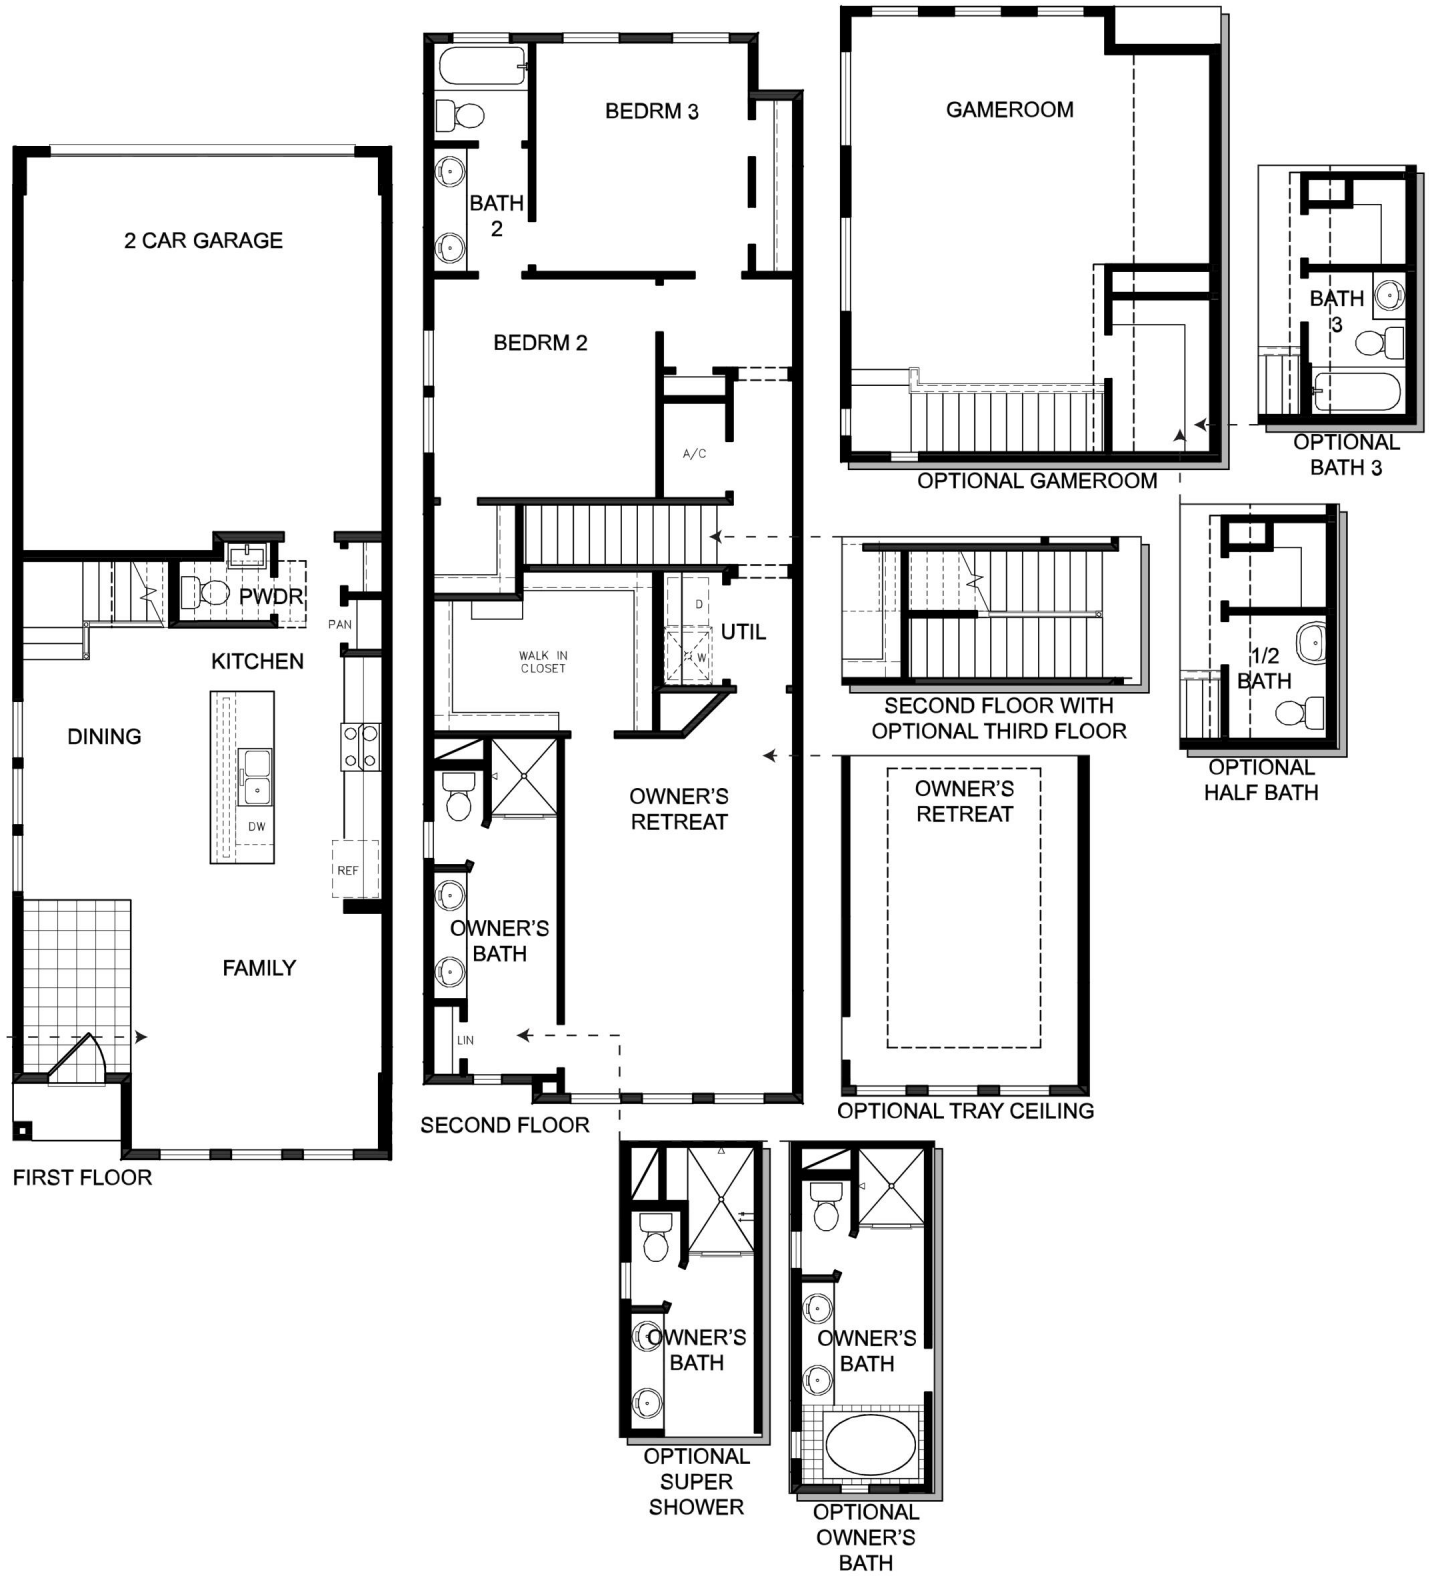 2 CAR GARAGE
PWDR
PAN
KITCHEN
DINING
DW
REF
FAMILY
FIRST FLOOR
BEDRM 3
BATH
2
BEDRM 2
A/C
D
W
UTIL
WALK IN
CLOSET
OWNER'S
RETREAT
OWNER'S
BATH
LIN
SECOND FLOOR
GAMEROOM
OPTIONAL GAMEROOM
BATH
3
OPTIONAL
BATH 3
SECOND FLOOR WITH
OPTIONAL THIRD FLOOR
1/2
BATH
OPTIONAL
HALF BATH
OWNER'S
RETREAT
OPTIONAL TRAY CEILING
OWNER'S
BATH
OPTIONAL
SUPER
SHOWER
OWNER'S
BATH
OPTIONAL
OWNER'S
BATH